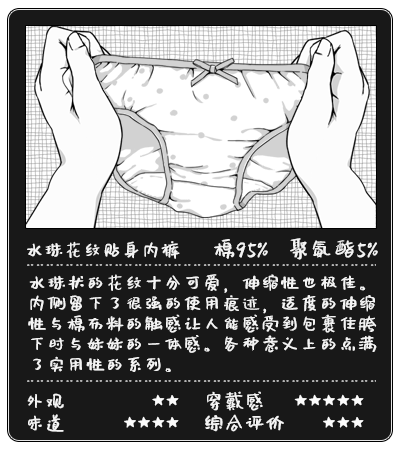 水珠花纹贴身内裤 棉95% 聚氨酯5%
水珠状的花纹十分可爱，伸缩性也极佳。
内侧留下了很强的使用痕迹，适度的伸缩
性与棉布料的触感让人能感受到包裹住胯
下时与妹妹的一体感。各种意义上的点满
了实用性的系列。
外观 ★★ 穿戴感 ★★★★★
味道 ★★★★ 综合评价 ★★★